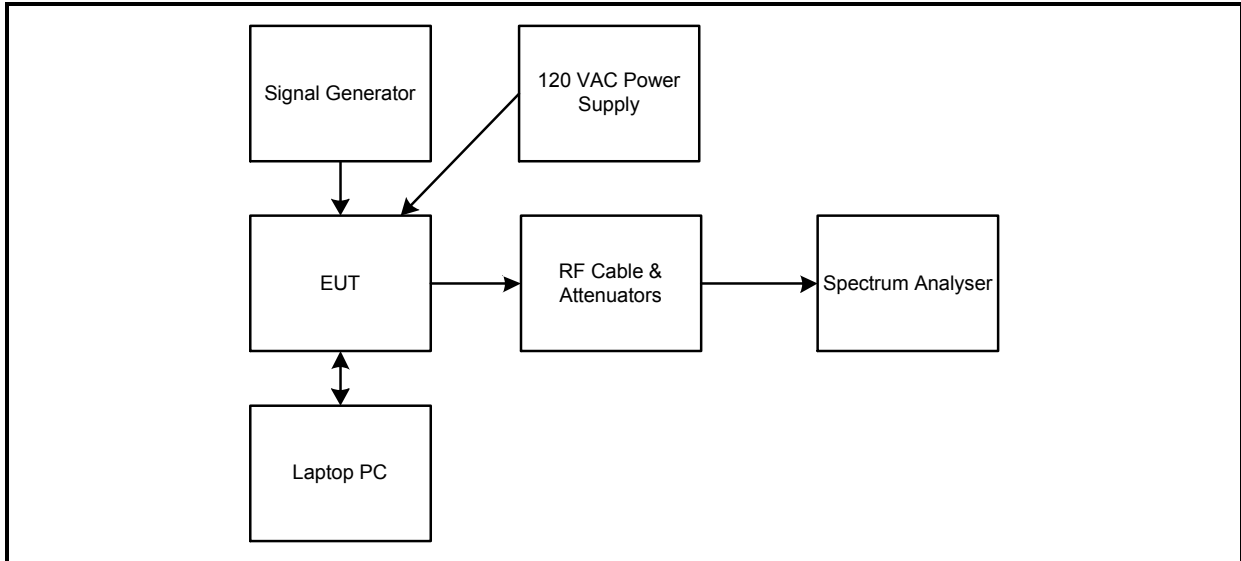 Signal Generator
120 VAC Power
Supply
EUT
RF Cable &
Attenuators
Spectrum Analyser
Laptop PC